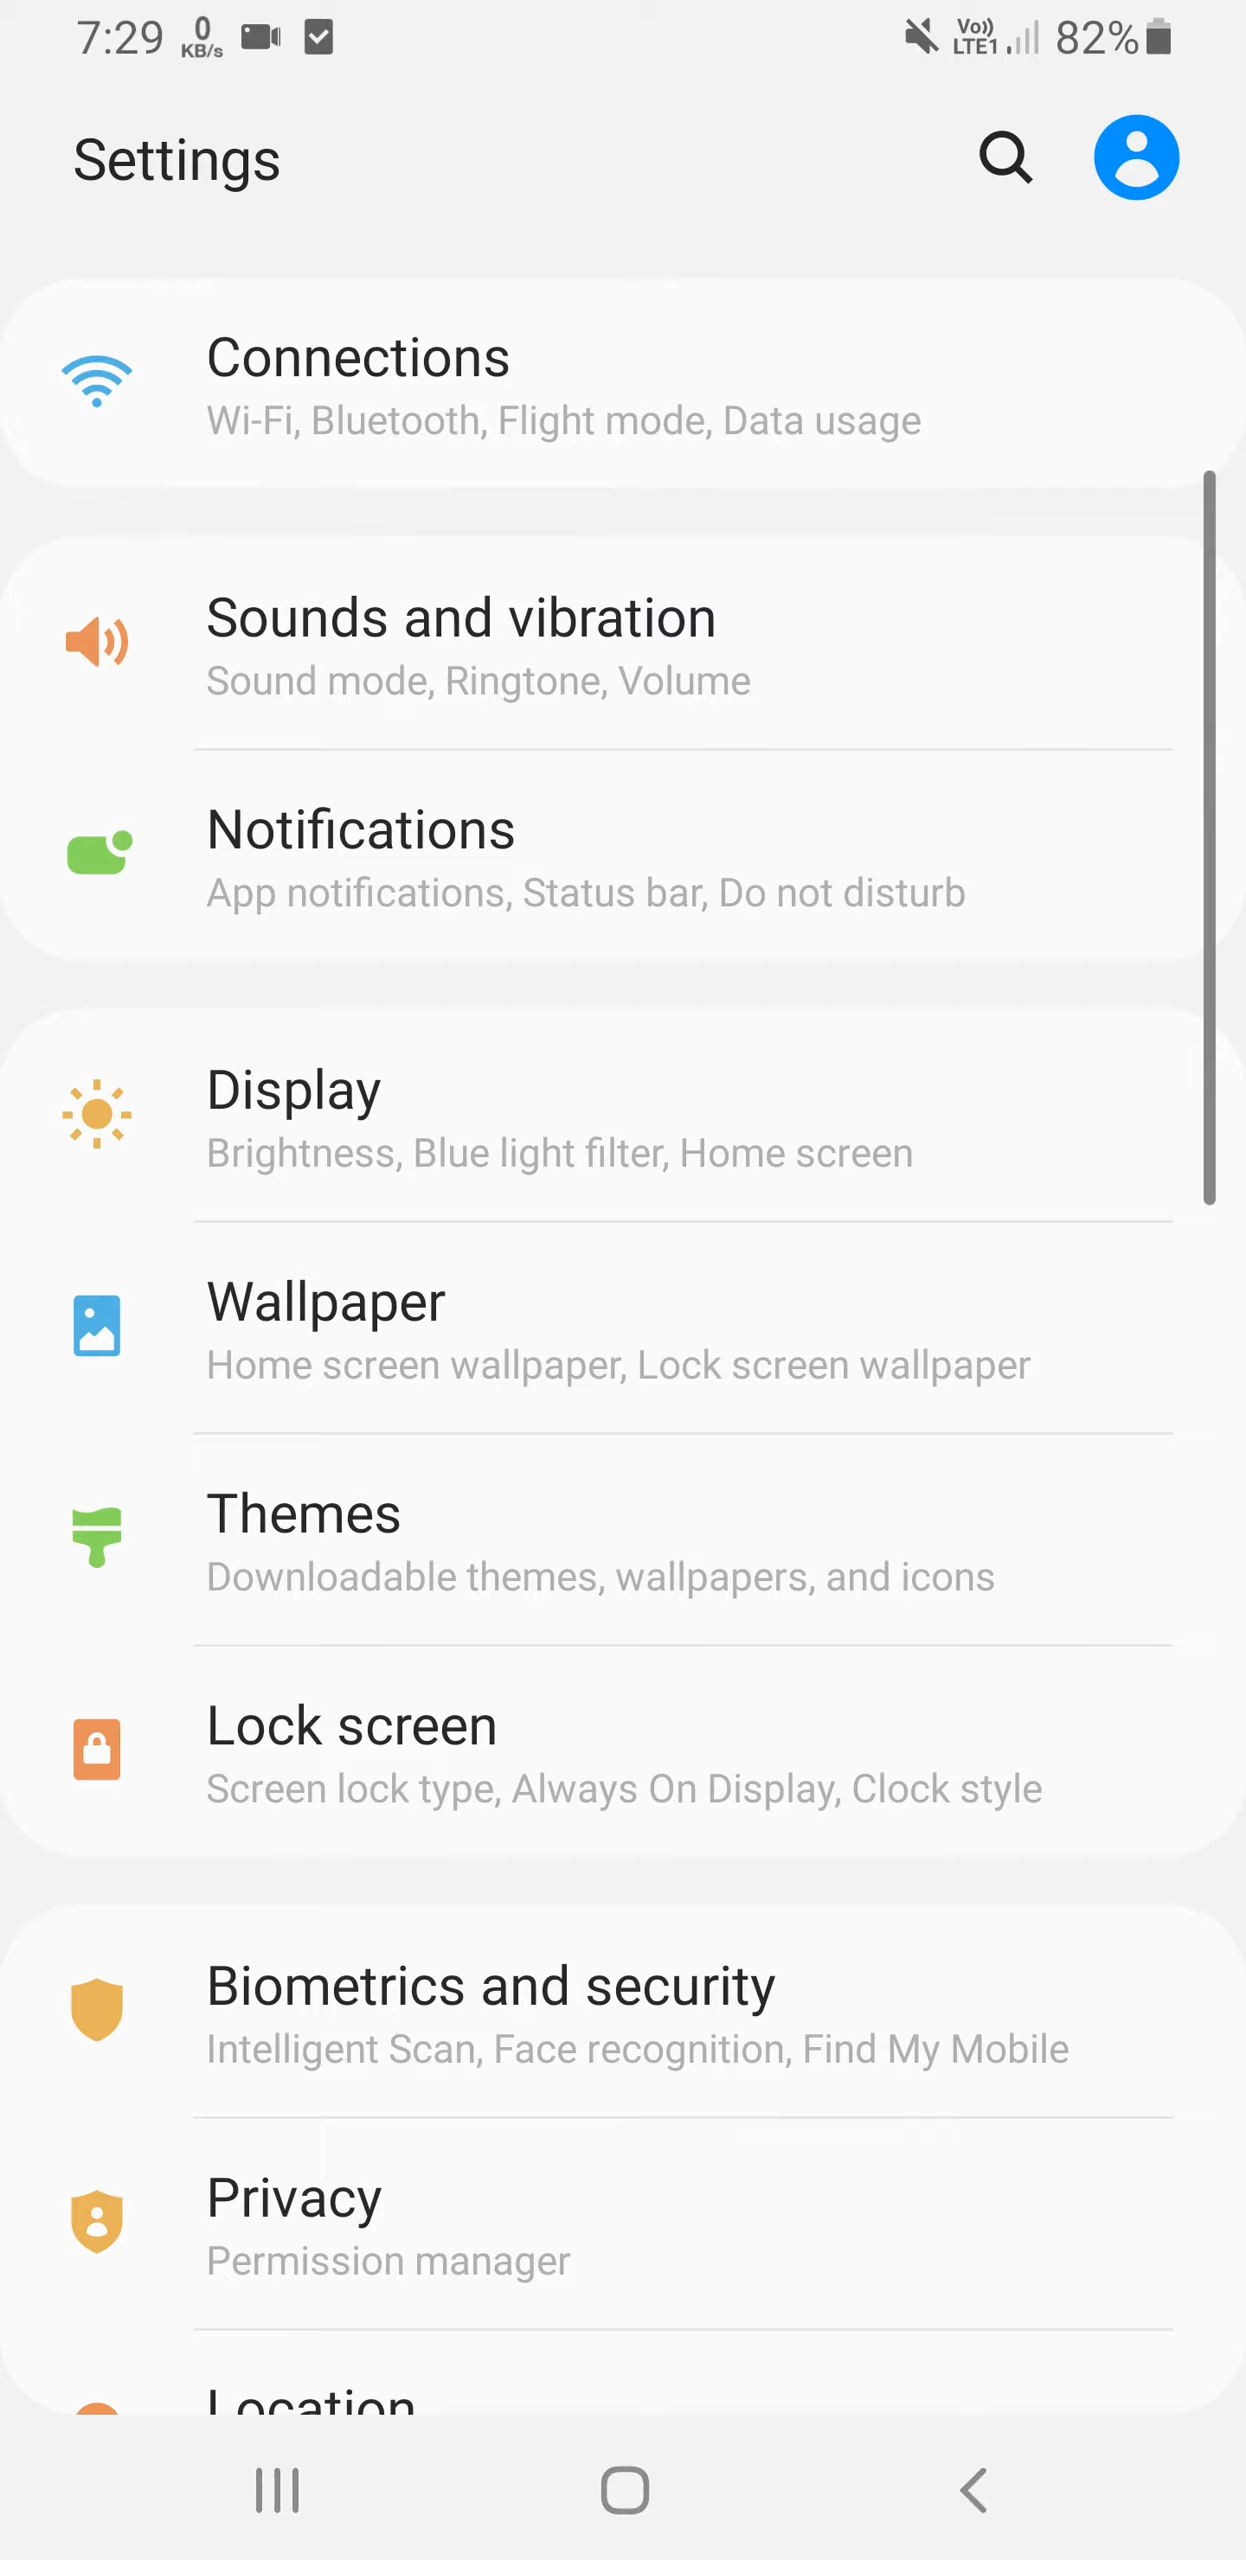 7:29 0 KB/s Vo)) LTE1 82%
Settings
Connections
Wi-Fi, Bluetooth, Flight mode, Data usage
Sounds and vibration
Sound mode, Ringtone, Volume
Notifications
App notifications, Status bar, Do not disturb
Display
Brightness, Blue light filter, Home screen
Wallpaper
Home screen wallpaper, Lock screen wallpaper
Themes
Downloadable themes, wallpapers, and icons
Lock screen
Screen lock type, Always On Display, Clock style
Biometrics and security
Intelligent Scan, Face recognition, Find My Mobile
Privacy
Permission manager
Location